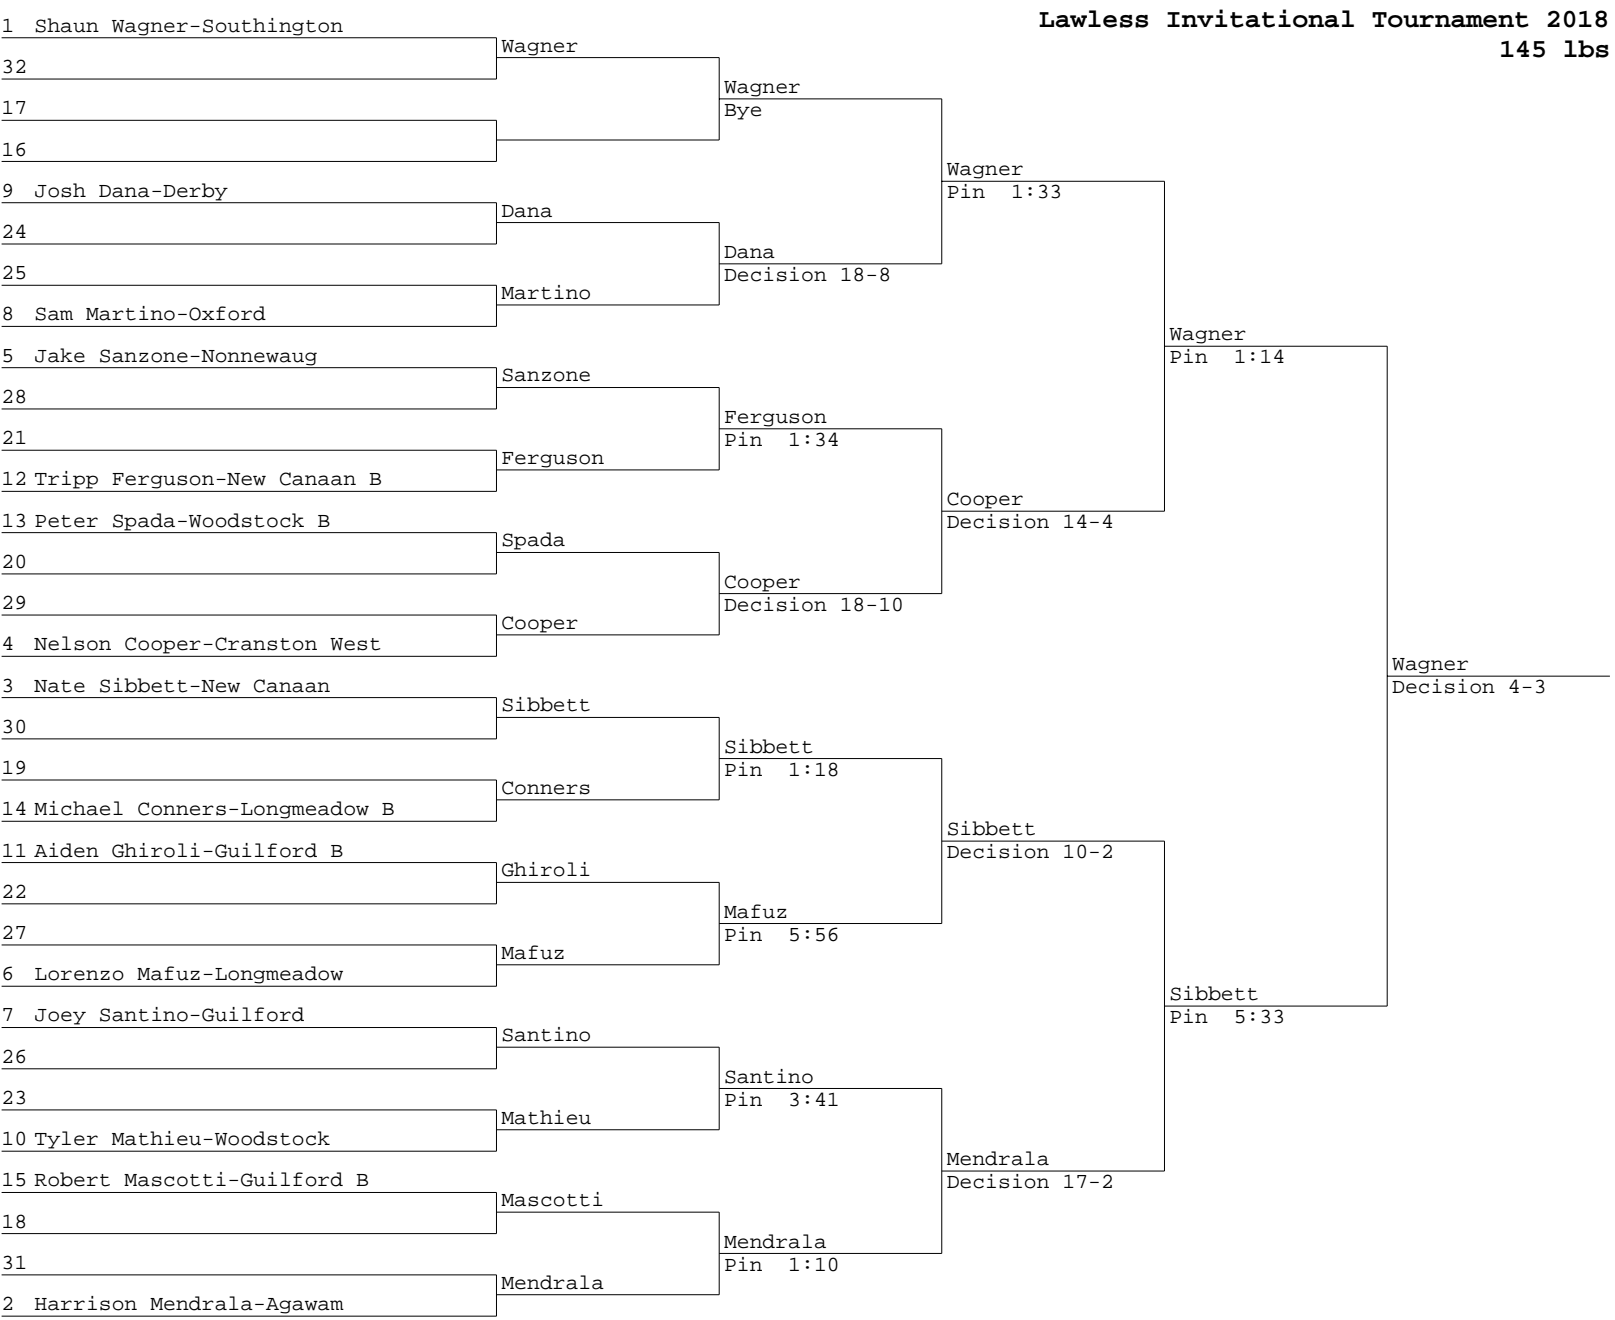 Lawless Invitational Tournament 2018
145 lbs
1 Shaun Wagner-Southington
32
17
16
9 Josh Dana-Derby
24
25
8 Sam Martino-Oxford
5 Jake Sanzone-Nonnewaug
28
21
12 Tripp Ferguson-New Canaan B
13 Peter Spada-Woodstock B
20
29
4 Nelson Cooper-Cranston West
3 Nate Sibbett-New Canaan
30
19
14 Michael Conners-Longmeadow B
11 Aiden Ghiroli-Guilford B
22
27
6 Lorenzo Mafuz-Longmeadow
7 Joey Santino-Guilford
26
23
10 Tyler Mathieu-Woodstock
15 Robert Mascotti-Guilford B
18
31
2 Harrison Mendrala-Agawam
Wagner
Dana
Martino
Sanzone
Ferguson
Spada
Cooper
Sibbett
Conners
Ghiroli
Mafuz
Santino
Mathieu
Mascotti
Mendrala
Wagner
Bye
Dana
Decision 18-8
Ferguson
Pin 1:34
Cooper
Decision 18-10
Sibbett
Pin 1:18
Mafuz
Pin 5:56
Santino
Pin 3:41
Mendrala
Pin 1:10
Wagner
Pin 1:33
Cooper
Decision 14-4
Sibbett
Decision 10-2
Mendrala
Decision 17-2
Wagner
Pin 1:14
Sibbett
Pin 5:33
Wagner
Decision 4-3